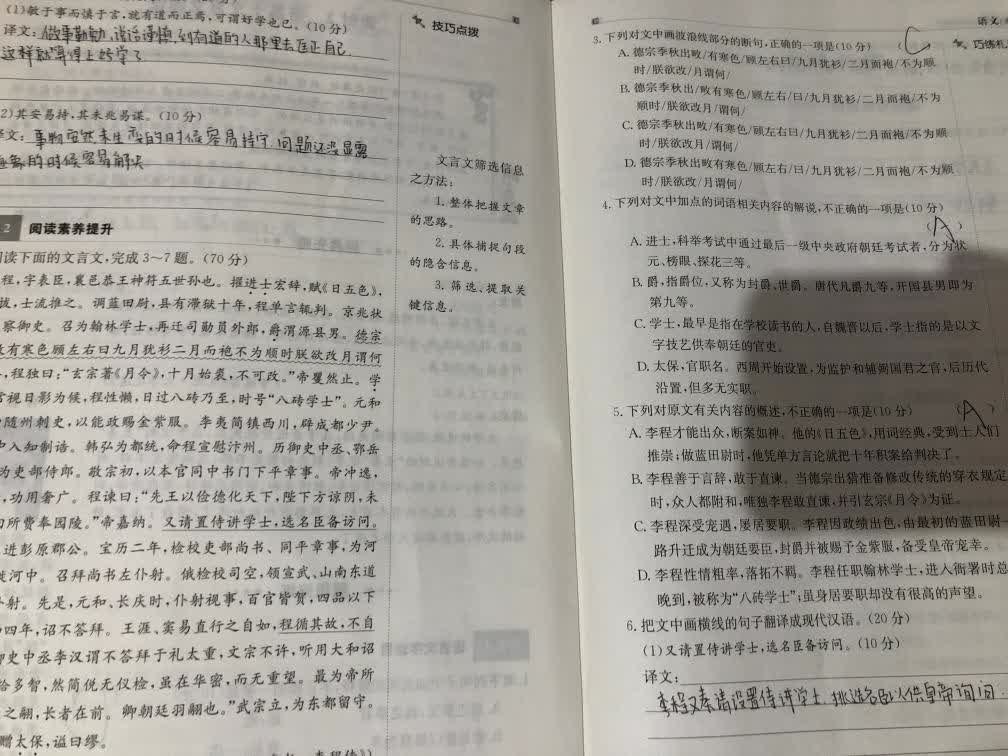 (1)敏于事而慎于言,就有道而正焉,可谓好学也已。(10分)
译文:做事勤勉,说话谨慎,到有道的人那里去匡正自己
这样就算得上好学了
2)其安易持,其未兆易谋。(10分)
事物安然未生变的时候容易持守,问题还没显露
的时候容易解决
2 阅读素养提升
读下面的文言文,完成3~7题。(70分)
程,字表臣,襄邑恭王神符五世孙也。擢进士宏辞,赋《日五色》,
拔,士流推之。调蓝田尉,县有滞狱十年,程单言辄判。京兆状
察御史。召为翰林学士,再迁司勋员外郎,爵渭源县男。德宗
有寒色顾左右曰九月犹衫二月而袍不为顺时朕欲改月谓何
,程独曰:“玄宗著《月令》,十月始裘,不可改。”帝矍然止。学
视日影为候,程性懒,日过八砖乃至,时号“八砖学士”。元和
随州刺史,以能政赐金紫服。李夷简镇西川,辟成都少尹。
入知制诰。韩弘为都统,命程宣慰汴州。历御史中丞、鄂岳
为吏部侍郎。敬宗初,以本官同中书门下平章事。帝冲逸,
,功用奢广。程谏曰:“先王以俭德化天下,陛下方谅阴,未
所赍奉园陵。”帝嘉纳。又请置侍讲学士,选名臣备访问。
进彭原郡公。宝历二年,检校吏部尚书、同平章事,为河
河中。召拜尚书左仆射。俄检校司空,领宣武、山南东道
射。先是,元和、长庆时,仆射视事,百官皆贺,四品以下
四年,诏不答拜。王涯、窦易直行之自如,程循其故,不自
史中丞李汉谓不答拜于礼太重,文宗不许,听用大和诏
给多智,然简侻无仪检,虽在华密,而无重望。最为帝所
之翮,长者在前。卿朝廷羽翮也。”武宗立,为东都留守。
赠太保,谥曰缪。
技巧点拨
文言文筛选信息
之方法:
1.整体把握文章
的思路。
2.具体捕捉句段
的隐含信息。
3.筛选、提取关
键信息。
语文
巧练
3.下列对文中画波浪线部分的断句,正确的一项是(10分) (C
A.德宗季秋出畋/有寒色/顾左右曰/九月犹衫/二月而袍/不为顺
时/朕欲改/月谓何/
B.德宗季秋出/畋有寒色/顾左右/曰/九月犹衫/二月而袍/不为
顺时/朕欲改月/谓何/
C.德宗季秋出畋/有寒色/顾左右曰/九月犹衫/二月而袍/不为顺
时/朕欲改月/谓何/
D.德宗季秋出/畋有寒色/顾左右曰/九月犹衫/二月而袍/不为顺
时/朕欲改/月谓何/
4.下列对文中加点的词语相关内容的解说,不正确的一项是(10分)
(A)
A.进士,科举考试中通过最后一级中央政府朝廷考试者,分为状
元、榜眼、探花三等。
B.爵,指爵位,又称为封爵、世爵。唐代凡爵九等,开国县男即为
第九等。
C.学士,最早是指在学校读书的人,自魏晋以后,学士指的是以文
字技艺供奉朝廷的官吏。
D.太保,官职名。西周开始设置,为监护和辅弼国君之官,后历代
沿置,但多无实职。
5.下列对原文有关内容的概述,不正确的一项是(10分) (A)
A.李程才能出众,断案如神。他的《日五色》,用词经典,受到士人们
推崇;做蓝田尉时,他凭单方言论就把十年积案给判决了。
B.李程善于言辞,敢于直谏。当德宗出猎准备修改传统的穿衣规定
时,众人都附和,唯独李程敢直谏,并引玄宗《月令》为证。
C.李程深受宠遇,屡居要职。李程因政绩出色,由最初的蓝田尉一
路升迁成为朝廷要臣,封爵并被赐予金紫服,备受皇帝宠幸。
D.李程性情粗率,落拓不羁。李程任职翰林学士,进入衙署时总
晚到,被称为“八砖学士”;虽身居要职却没有很高的声望。
6.把文中画横线的句子翻译成现代汉语。(20分)
(1)又请置侍讲学士,选名臣备访问。(10分)
译文:
李程又奏请设置侍讲学士,挑选名臣以供皇帝询问.